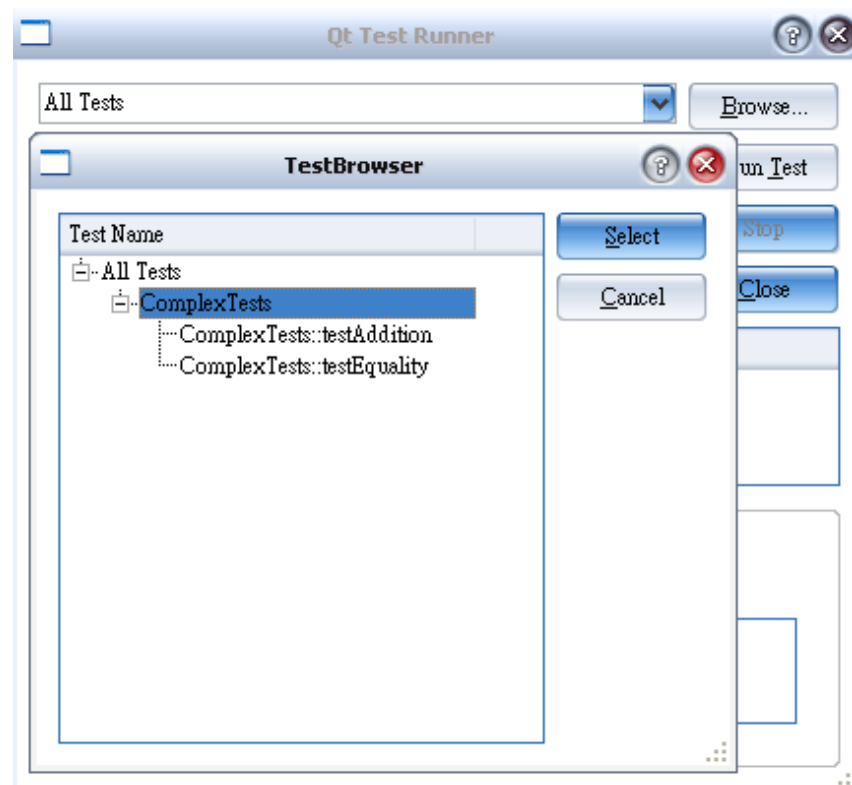 Qt Test Runner
All Tests
Browse...
TestBrowser
un Test
Test Name
Select
Stop
All Tests
ComplexTests
Cancel
Close
ComplexTests::testAddition
ComplexTests::testEquality